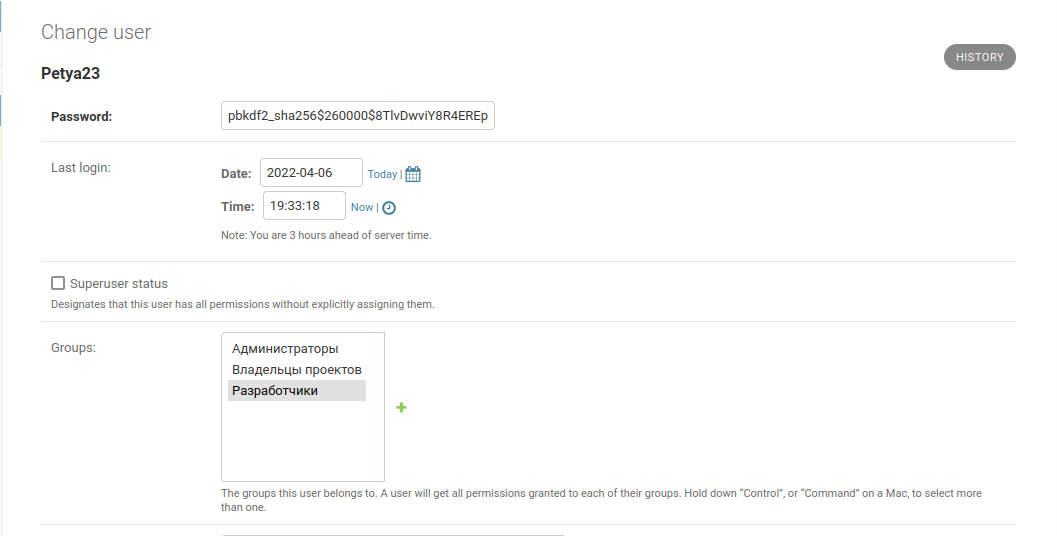 Change user
HISTORY
Petya23
Password: pbkdf2_sha256$260000$8TlvDwviY8R4EREp
Last login: Date: 2022-04-06 Today |
Time: 19:33:18 Now |
Note: You are 3 hours ahead of server time.
Superuser status
Designates that this user has all permissions without explicitly assigning them.
Groups: Администраторы
Владельцы проектов
Разработчики
The groups this user belongs to. A user will get all permissions granted to each of their groups. Hold down “Control”, or “Command” on a Mac, to select more
than one.